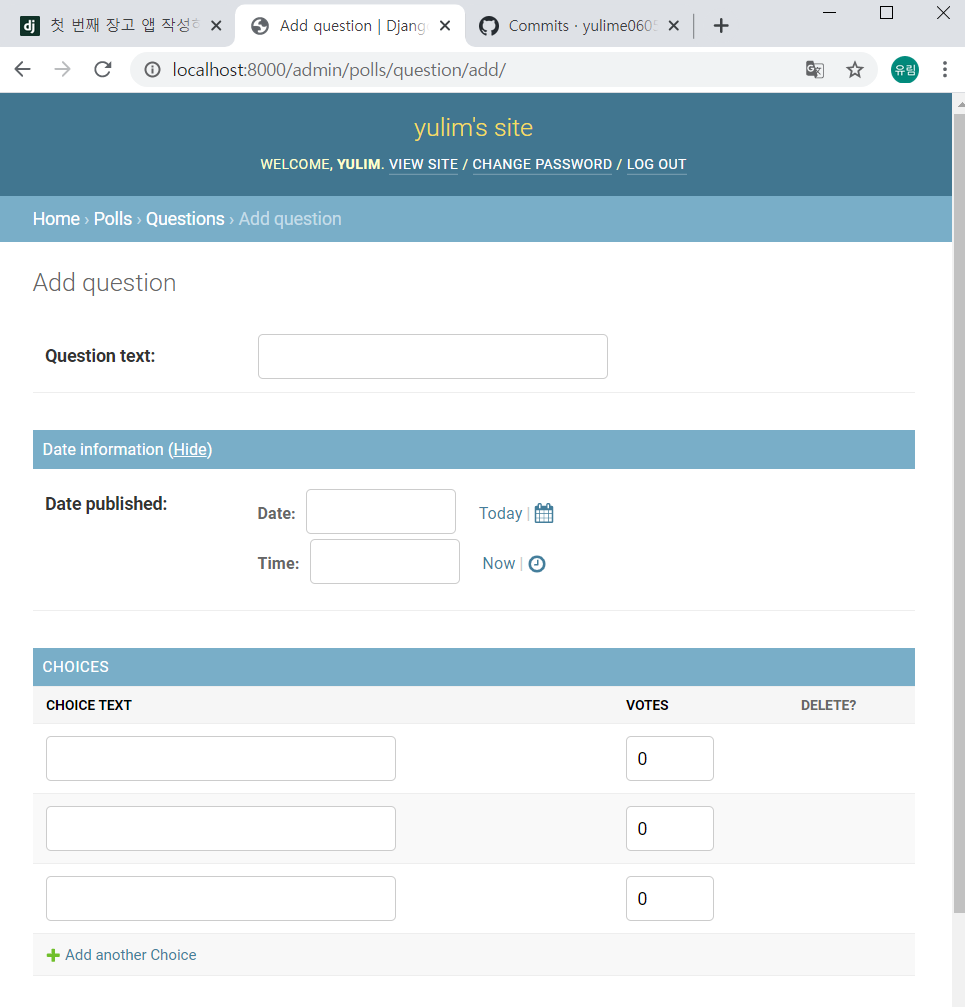 dj 첫 번째 장고 앱 작성하 Add question | Djang Commits · yulime0605
localhost:8000/admin/polls/question/add/ 유림
yulim's site
WELCOME, YULIM. VIEW SITE / CHANGE PASSWORD / LOG OUT
Home › Polls › Questions › Add question
Add question
Question text:
Date information (Hide)
Date published:
Date: Today |
Time: Now |
CHOICES
CHOICE TEXT VOTES DELETE?
0
0
0
Add another Choice